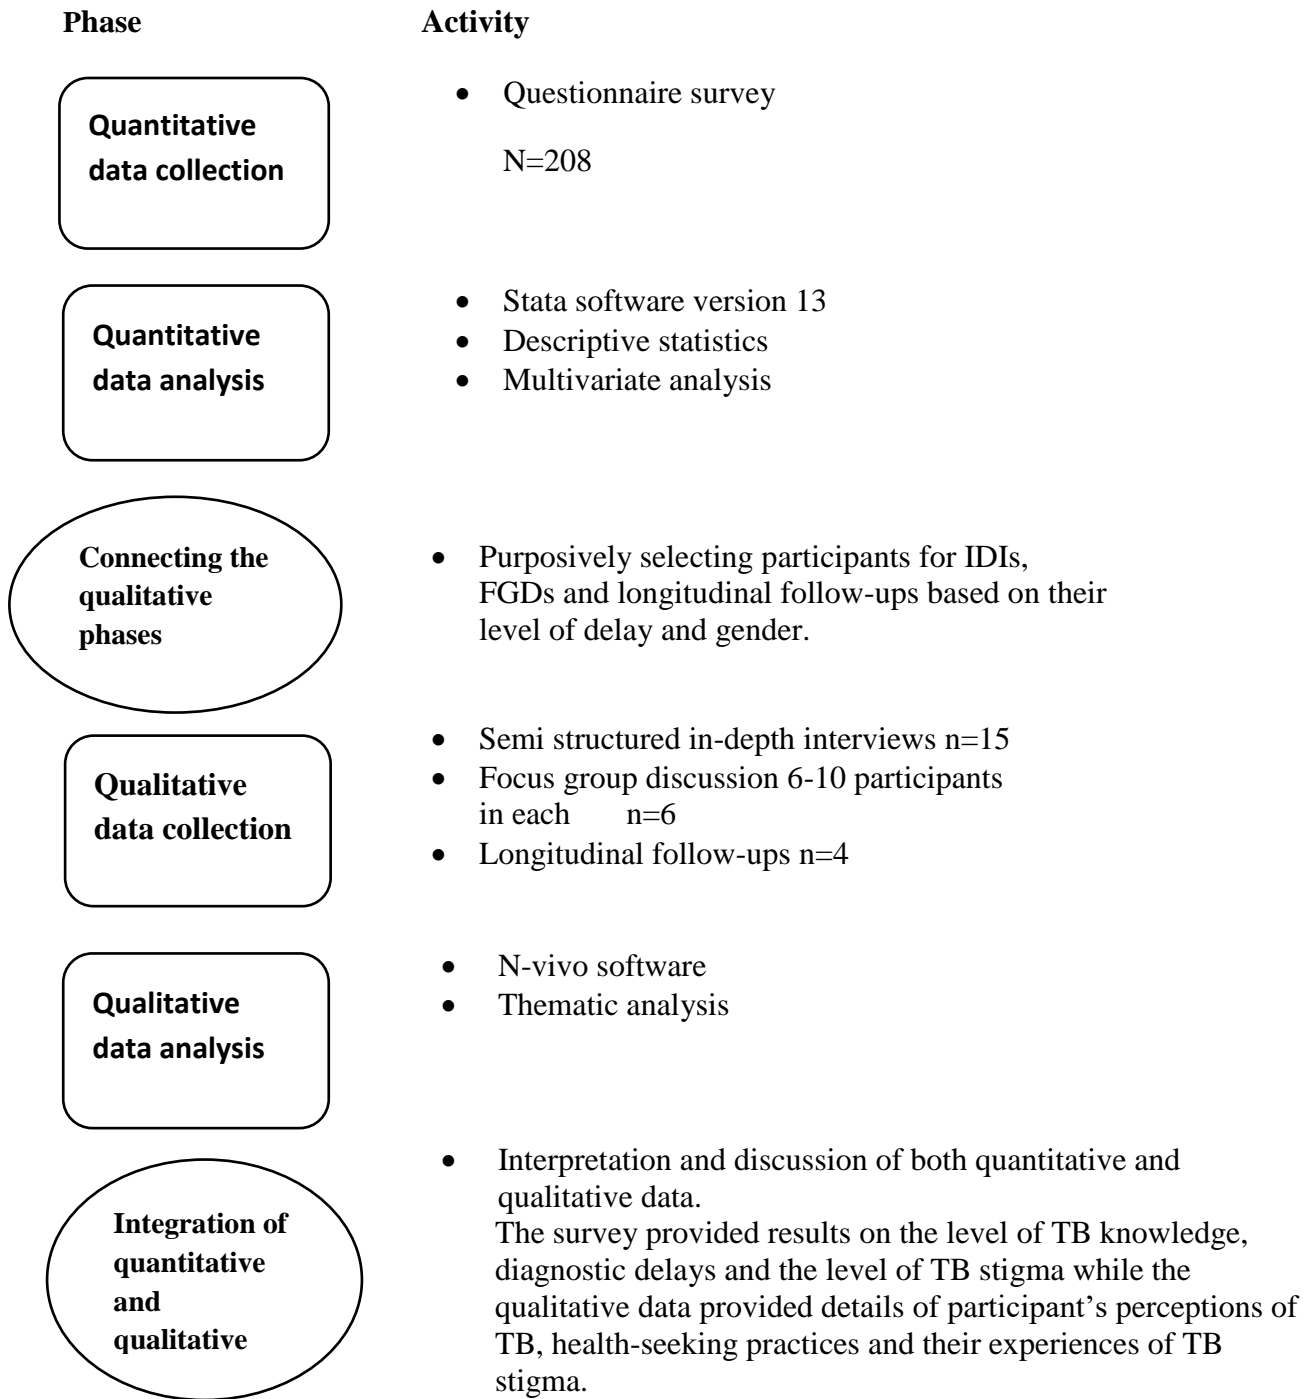 Phase Activity
Quantitative
data collection
• Questionnaire survey
N=208
Quantitative
data analysis
• Stata software version 13
• Descriptive statistics
• Multivariate analysis
Connecting the
qualitative
phases
• Purposively selecting participants for IDIs,
FGDs and longitudinal follow-ups based on their
level of delay and gender.
Qualitative
data collection
• Semi structured in-depth interviews n=15
• Focus group discussion 6-10 participants
in each n=6
• Longitudinal follow-ups n=4
Qualitative
data analysis
• N-vivo software
• Thematic analysis
Integration of
quantitative
and
qualitative
• Interpretation and discussion of both quantitative and
qualitative data.
The survey provided results on the level of TB knowledge,
diagnostic delays and the level of TB stigma while the
qualitative data provided details of participant’s perceptions of
TB, health-seeking practices and their experiences of TB
stigma.